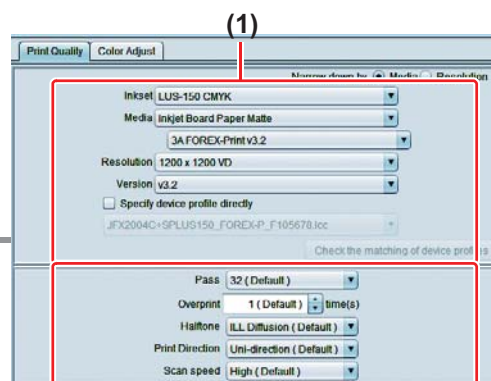 (1)
Print Quality Color Adjust
Narrow down by Media Resolution
Inkset LUS-150 CMYK
Media Inkjet Board Paper Matte
3A FOREX-Print v3.2
Resolution 1200 x 1200 VD
Version v3.2
Specify device profile directly
JFX2004C+SPLUS150_FOREX-P_F105678.icc
Check the matching of device profiles
Pass 32 ( Default )
Overprint 1 ( Default ) time(s)
Halftone ILL Diffusion ( Default )
Print Direction Uni-direction ( Default )
Scan speed High ( Default )